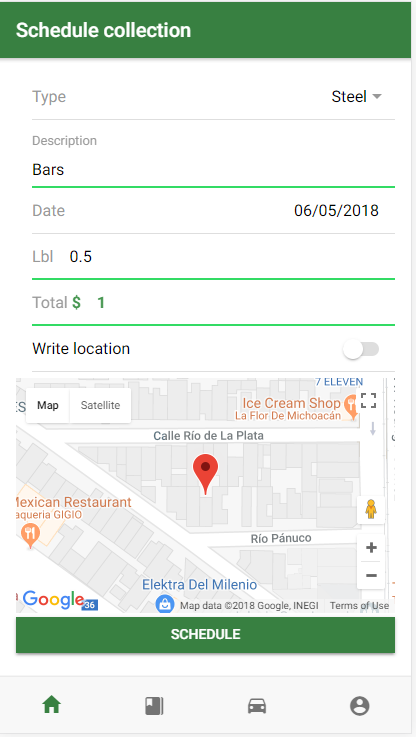 Schedule collection
Type Steel
Description
Bars
Date 06/05/2018
Lbl 0.5
Total $ 1
Write location
7 ELEVEN
Map Satellite
Ice Cream Shop
La Flor De Michoacán
Calle Río de La Plata
Mexican Restaurant
aqueria GIGIO
Río Pánuco
Elektra Del Milenio
Google
36
Map data ©2018 Google, INEGI Terms of Use
SCHEDULE